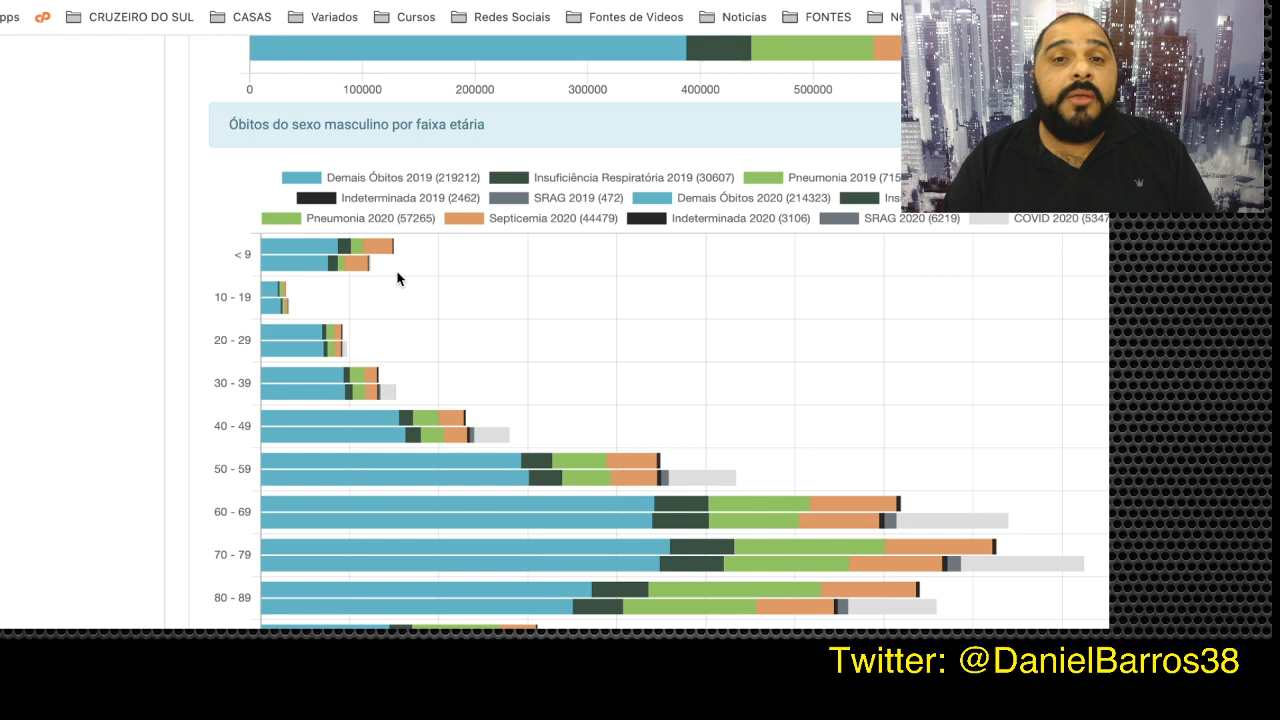 CRUZEIRO DO SUL CASAS Variados Cursos Redes Sociais Fontes de Videos Noticias FONTES
0 100000 200000 300000 400000 500000
Óbitos do sexo masculino por faixa etária
Demais Óbitos 2019 (219212) Insuficiência Respiratória 2019 (30607) Pneumonia 2019
Indeterminada 2019 (2462) SRAG 2019 (472) Demais Óbitos 2020 (214323)
Pneumonia 2020 (57265) Septicemia 2020 (44479) Indeterminada 2020 (3106) SRAG 2020 (6219) COVID 2020
< 9
10 - 19
20 - 29
30 - 39
40 - 49
50 - 59
60 - 69
70 - 79
80 - 89
Twitter: @DanielBarros38